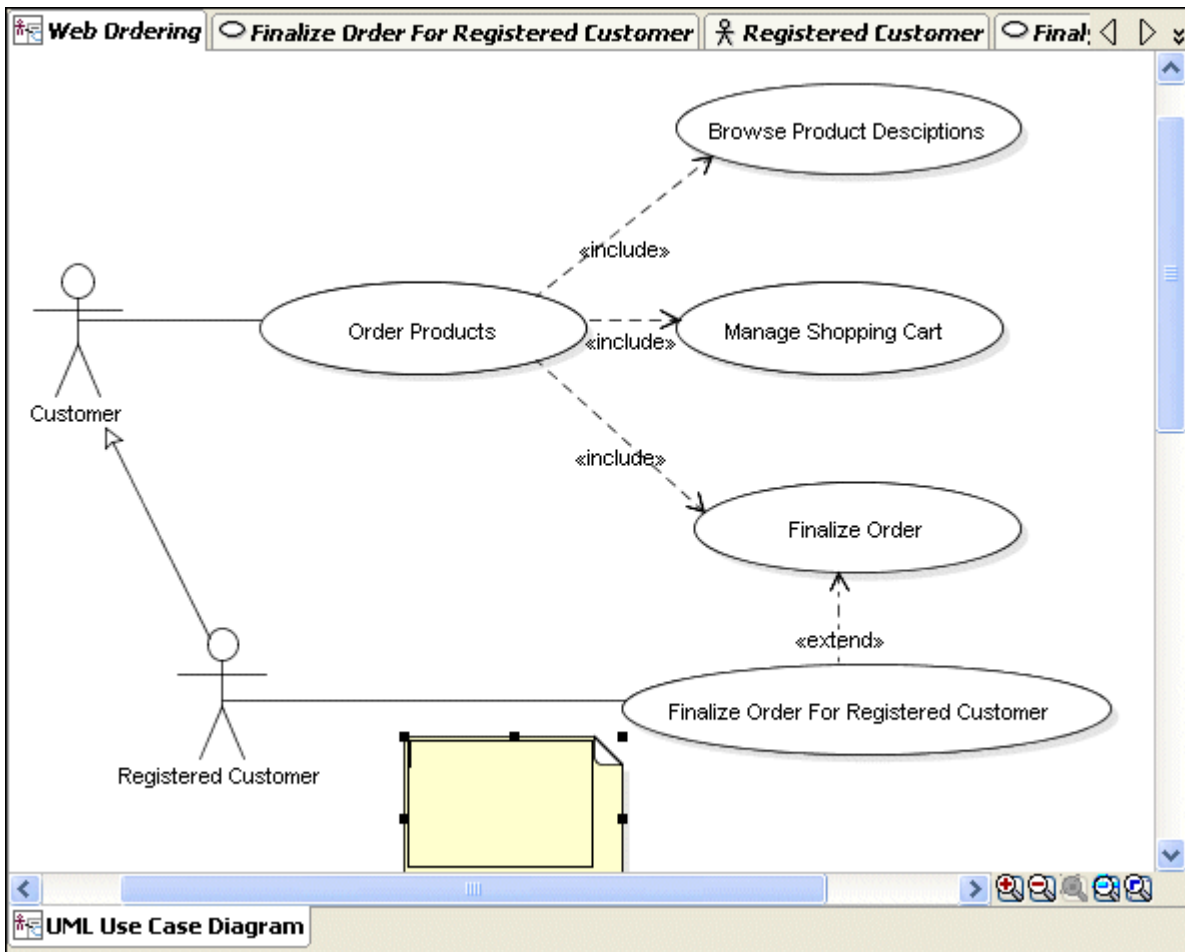 Web Ordering
Finalize Order For Registered Customer
Registered Customer
Final
Browse Product Desciptions
«include»
Order Products
«include»
Manage Shopping Cart
Customer
«include»
Finalize Order
«extend»
Finalize Order For Registered Customer
Registered Customer
UML Use Case Diagram